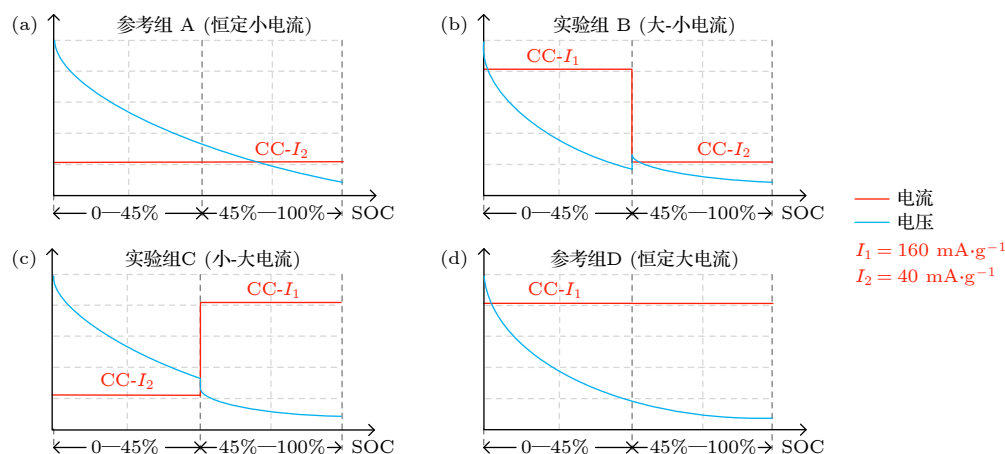 (a) 参考组 A (恒定小电流)
CC-I₂
0—45% 45%—100% SOC
(b) 实验组 B (大-小电流)
CC-I₁
CC-I₂
0—45% 45%—100% SOC
电流
电压
I₁ = 160 mA·g⁻¹
I₂ = 40 mA·g⁻¹
(c) 实验组C (小-大电流)
CC-I₁
CC-I₂
0—45% 45%—100% SOC
(d) 参考组D (恒定大电流)
CC-I₁
0—45% 45%—100% SOC